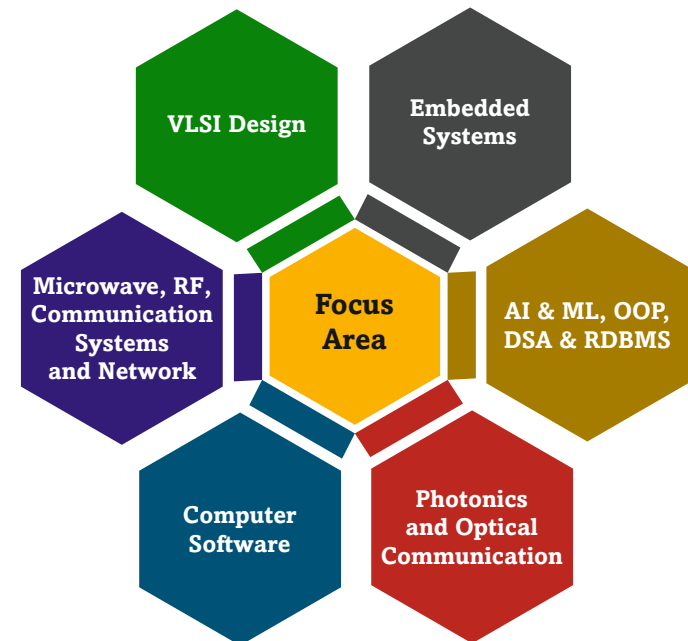 VLSI Design
Embedded
Systems
Microwave, RF,
Communication
Systems
and Network
Focus
Area
AI & ML, OOP,
DSA & RDBMS
Computer
Software
Photonics
and Optical
Communication